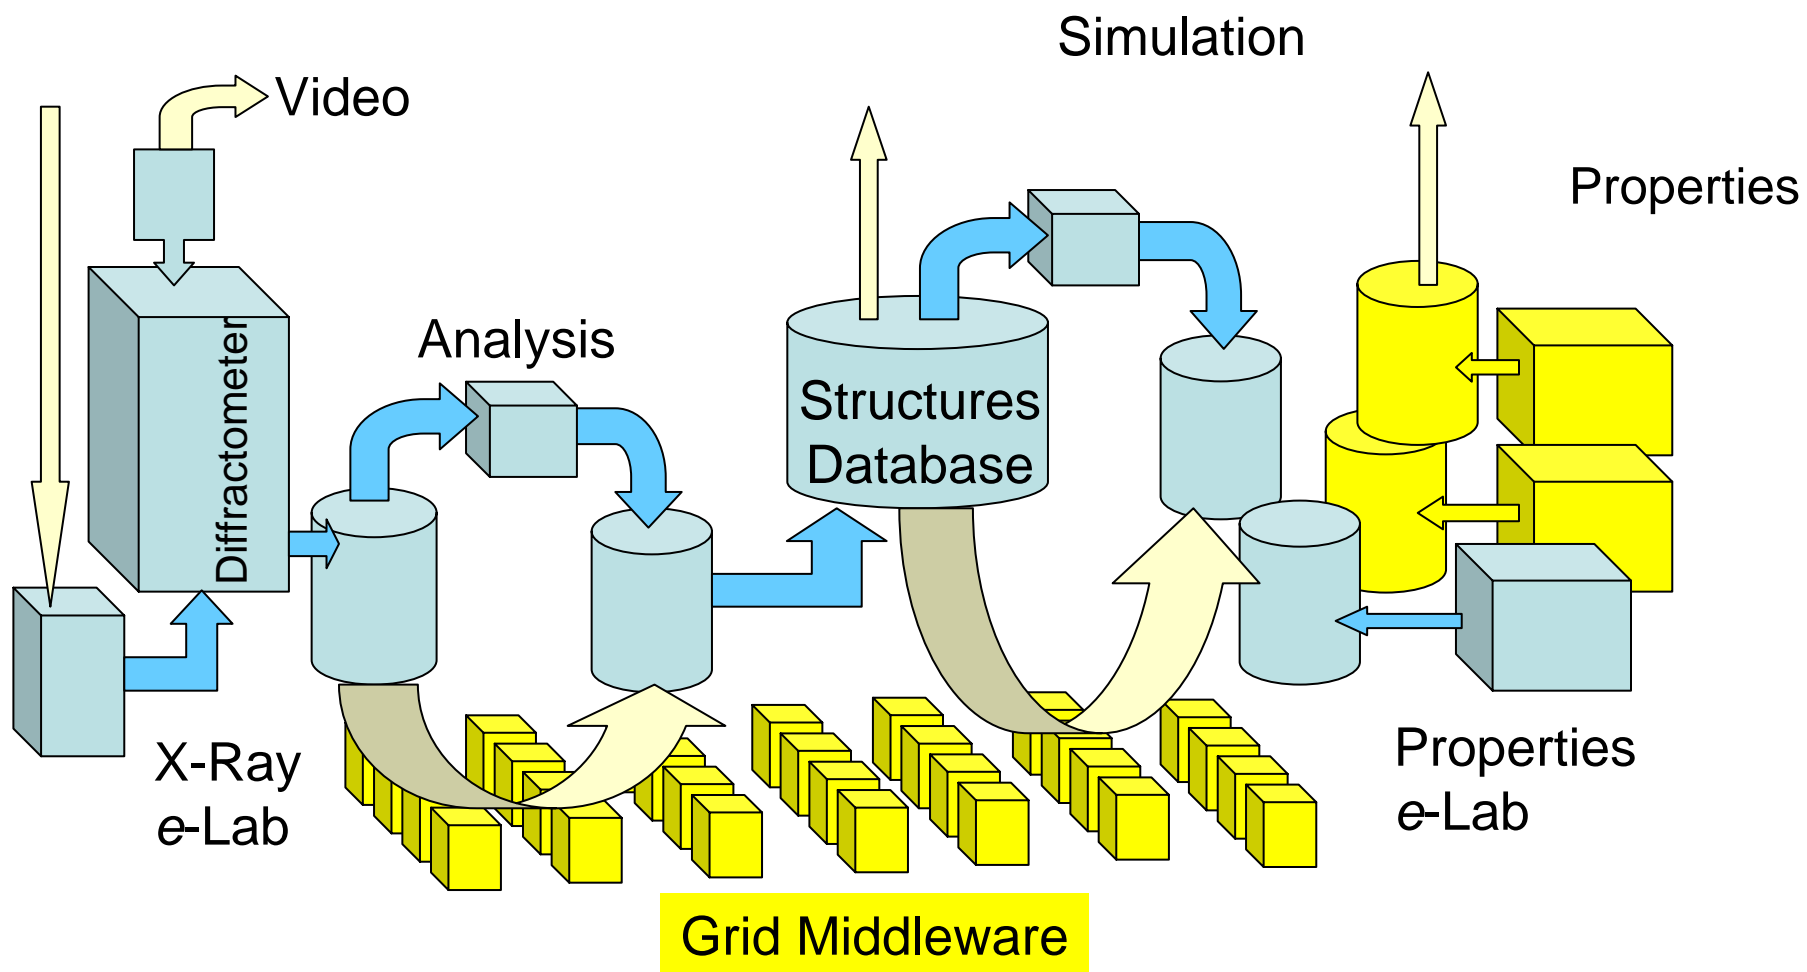 Simulation
Video
Properties
Analysis
Diffractometer
Structures
Database
X-Ray
e-Lab
Properties
e-Lab
Grid Middleware